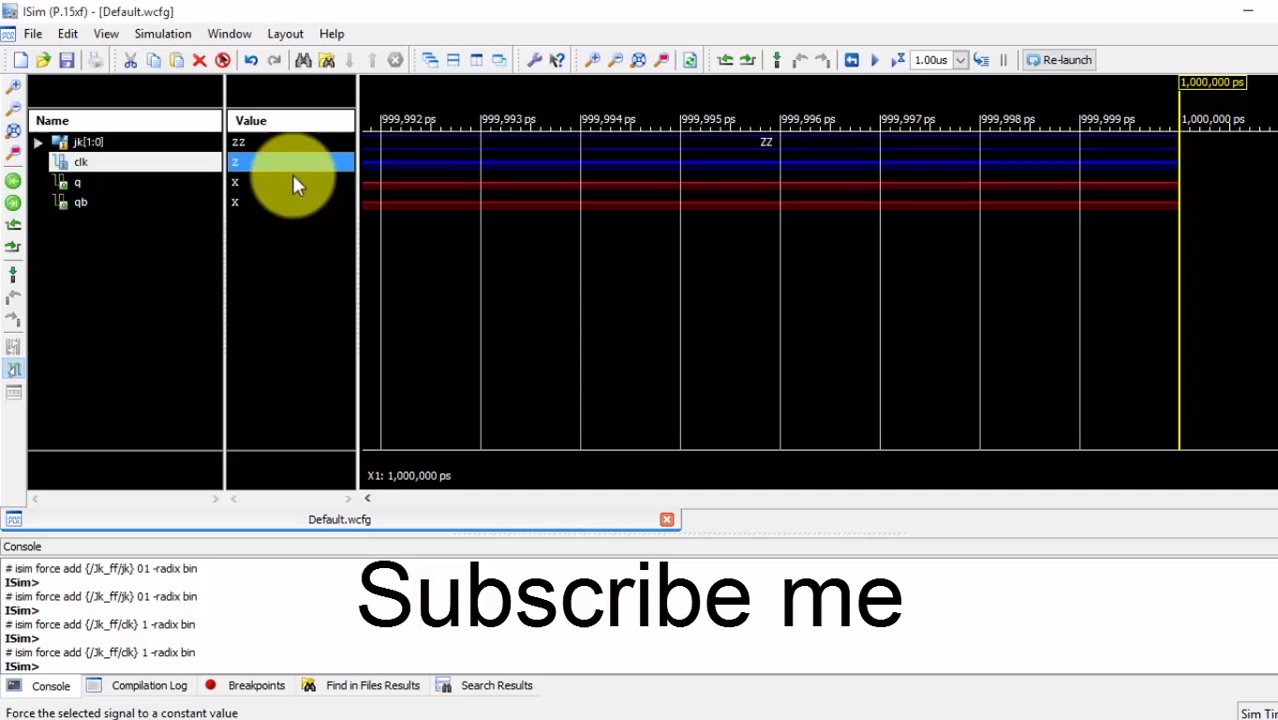 ISim (P.15xf) - [Default.wcfg]
File Edit View Simulation Window Layout Help
1.00us Re-launch
1,000,000 ps
Name Value
999,992 ps 999,993 ps 999,994 ps 999,995 ps 999,996 ps 999,997 ps 999,998 ps 999,999 ps 1,000,000 ps
jk[1:0] zz ZZ
clk z
q x
qb x
X1: 1,000,000 ps
Default.wcfg
Console
# isim force add {/Jk_ff/jk} 01 -radix bin
ISim>
# isim force add {/Jk_ff/jk} 01 -radix bin
ISim>
# isim force add {/Jk_ff/clk} 1 -radix bin
ISim>
# isim force add {/Jk_ff/clk} 1 -radix bin
ISim>
Subscribe me
Console Compilation Log Breakpoints Find in Files Results Search Results
Force the selected signal to a constant value
Sim Tir